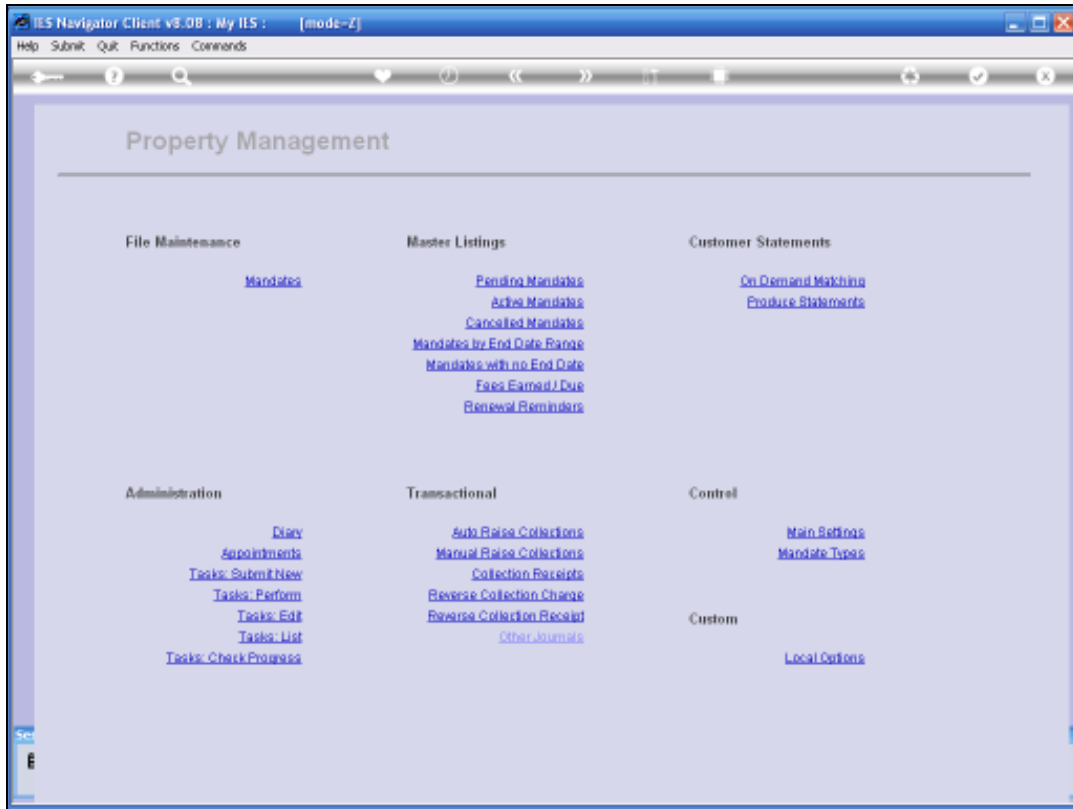 IES Navigator Client v8.08 : My IES : [mode=Z]
Help Submit Quit Functions Commands
Property Management
File Maintenance
Mandates
Master Listings
Pending Mandates
Active Mandates
Cancelled Mandates
Mandates by End Date Range
Mandates with no End Date
Fees Earned / Due
Renewal Reminders
Customer Statements
On Demand Matching
Produce Statements
Administration
Diary
Appointments
Tasks: Submit New
Tasks: Perform
Tasks: Edit
Tasks: List
Tasks: Check Progress
Transactional
Auto Raise Collections
Manual Raise Collections
Collection Receipts
Reverse Collection Charge
Reverse Collection Receipt
Other Journals
Control
Main Settings
Mandate Types
Custom
Local Options